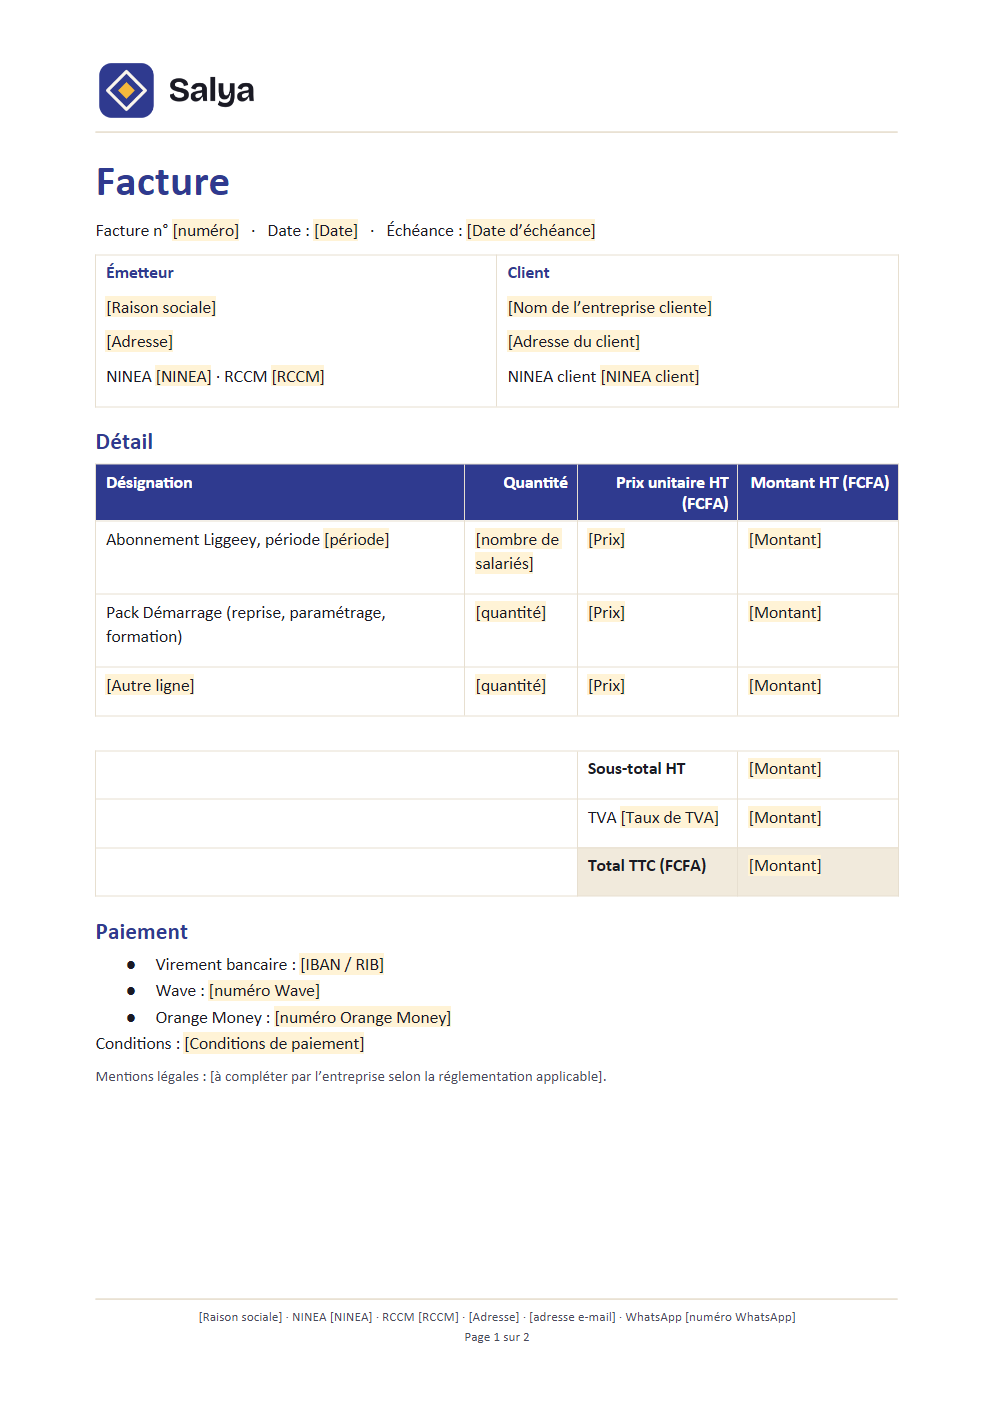 Salya
Facture
Facture n° [numéro] · Date : [Date] · Échéance : [Date d’échéance]
Émetteur
[Raison sociale]
[Adresse]
NINEA [NINEA] · RCCM [RCCM]
Client
[Nom de l’entreprise cliente]
[Adresse du client]
NINEA client [NINEA client]
Détail
Désignation Quantité Prix unitaire HT (FCFA) Montant HT (FCFA)
Abonnement Liggeey, période [période] [nombre de salariés] [Prix] [Montant]
Pack Démarrage (reprise, paramétrage, formation) [quantité] [Prix] [Montant]
[Autre ligne] [quantité] [Prix] [Montant]
Sous-total HT [Montant]
TVA [Taux de TVA] [Montant]
Total TTC (FCFA) [Montant]
Paiement
● Virement bancaire : [IBAN / RIB]
● Wave : [numéro Wave]
● Orange Money : [numéro Orange Money]
Conditions : [Conditions de paiement]
Mentions légales : [à compléter par l’entreprise selon la réglementation applicable].
[Raison sociale] · NINEA [NINEA] · RCCM [RCCM] · [Adresse] · [adresse e-mail] · WhatsApp [numéro WhatsApp]
Page 1 sur 2